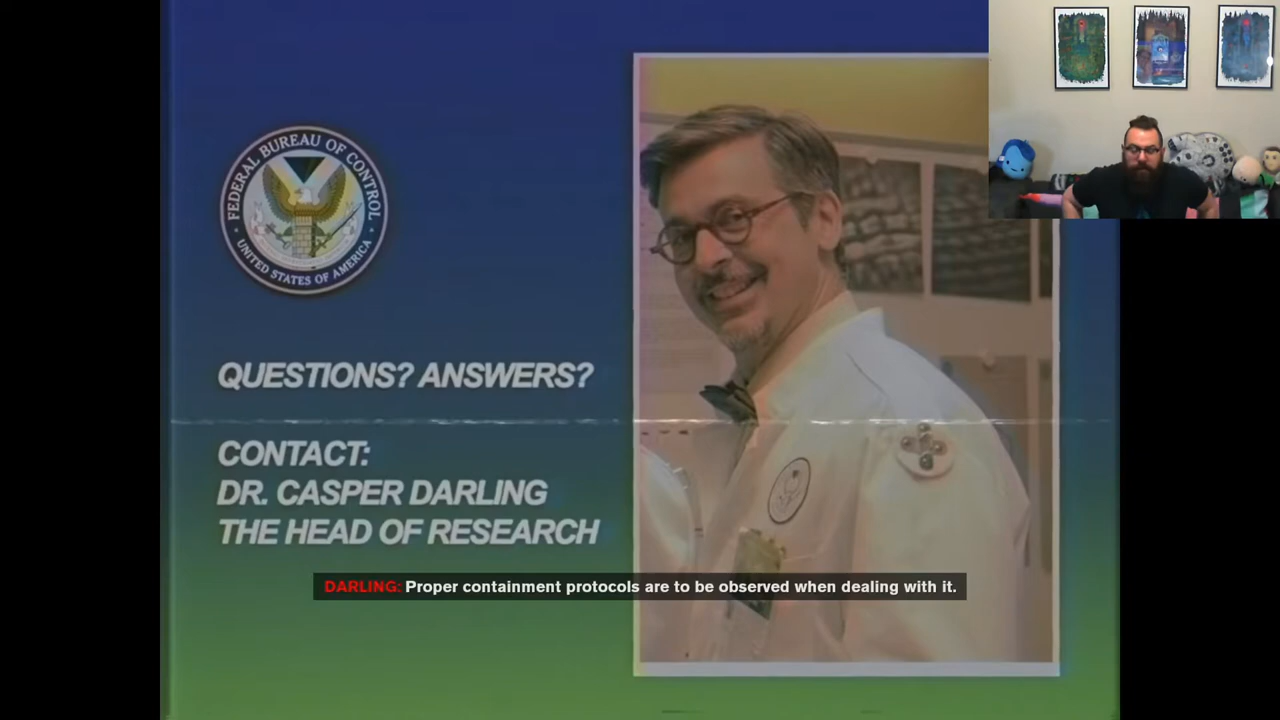 FEDERAL BUREAU OF CONTROL
UNITED STATES OF AMERICA
QUESTIONS? ANSWERS?
CONTACT:
DR. CASPER DARLING
THE HEAD OF RESEARCH
DARLING: Proper containment protocols are to be observed when dealing with it.